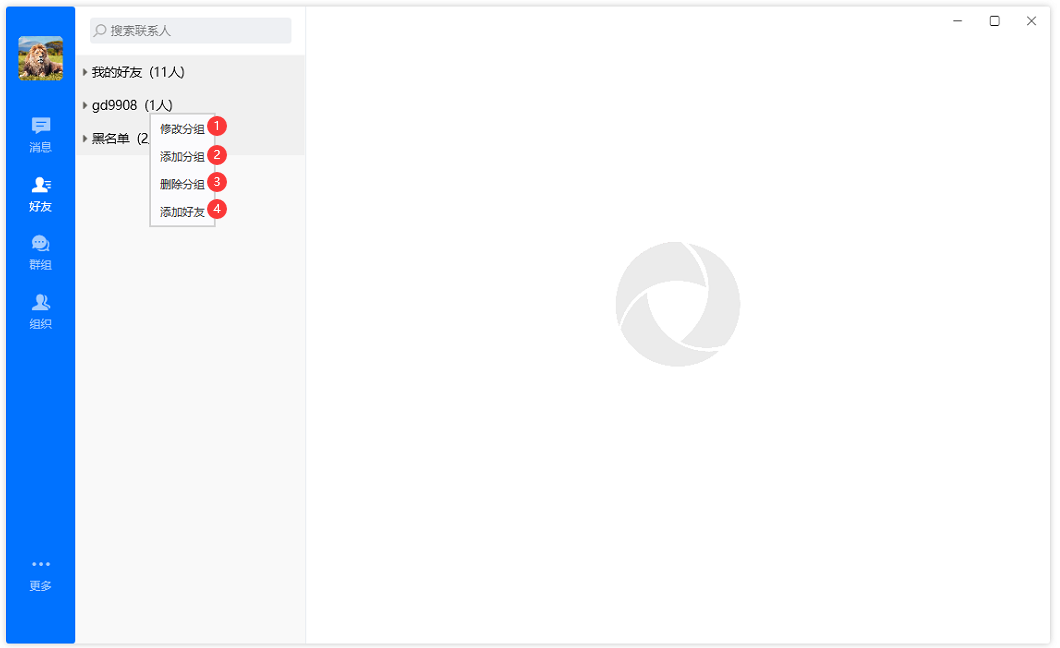 搜索联系人
我的好友 (11人)
gd9908 (1人)
黑名单 (2
修改分组 1
添加分组 2
删除分组 3
添加好友 4
消息
好友
群组
组织
更多